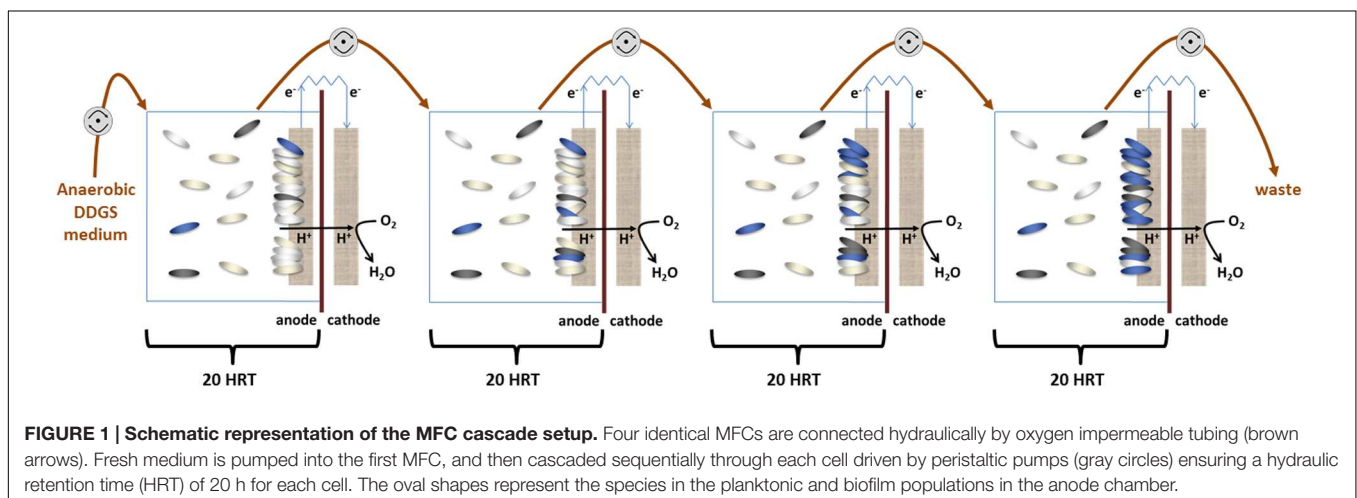 e⁻ e⁻ e⁻ e⁻ e⁻ e⁻ e⁻ e⁻
Anaerobic
DDGS
medium
waste
H⁺ H⁺ O₂ H⁺ H⁺ O₂ H⁺ H⁺ O₂ H⁺ H⁺ O₂
H₂O H₂O H₂O H₂O
anode cathode anode cathode anode cathode anode cathode
20 HRT 20 HRT 20 HRT 20 HRT
FIGURE 1 | Schematic representation of the MFC cascade setup. Four identical MFCs are connected hydraulically by oxygen impermeable tubing (brown
arrows). Fresh medium is pumped into the first MFC, and then cascaded sequentially through each cell driven by peristaltic pumps (gray circles) ensuring a hydraulic
retention time (HRT) of 20 h for each cell. The oval shapes represent the species in the planktonic and biofilm populations in the anode chamber.